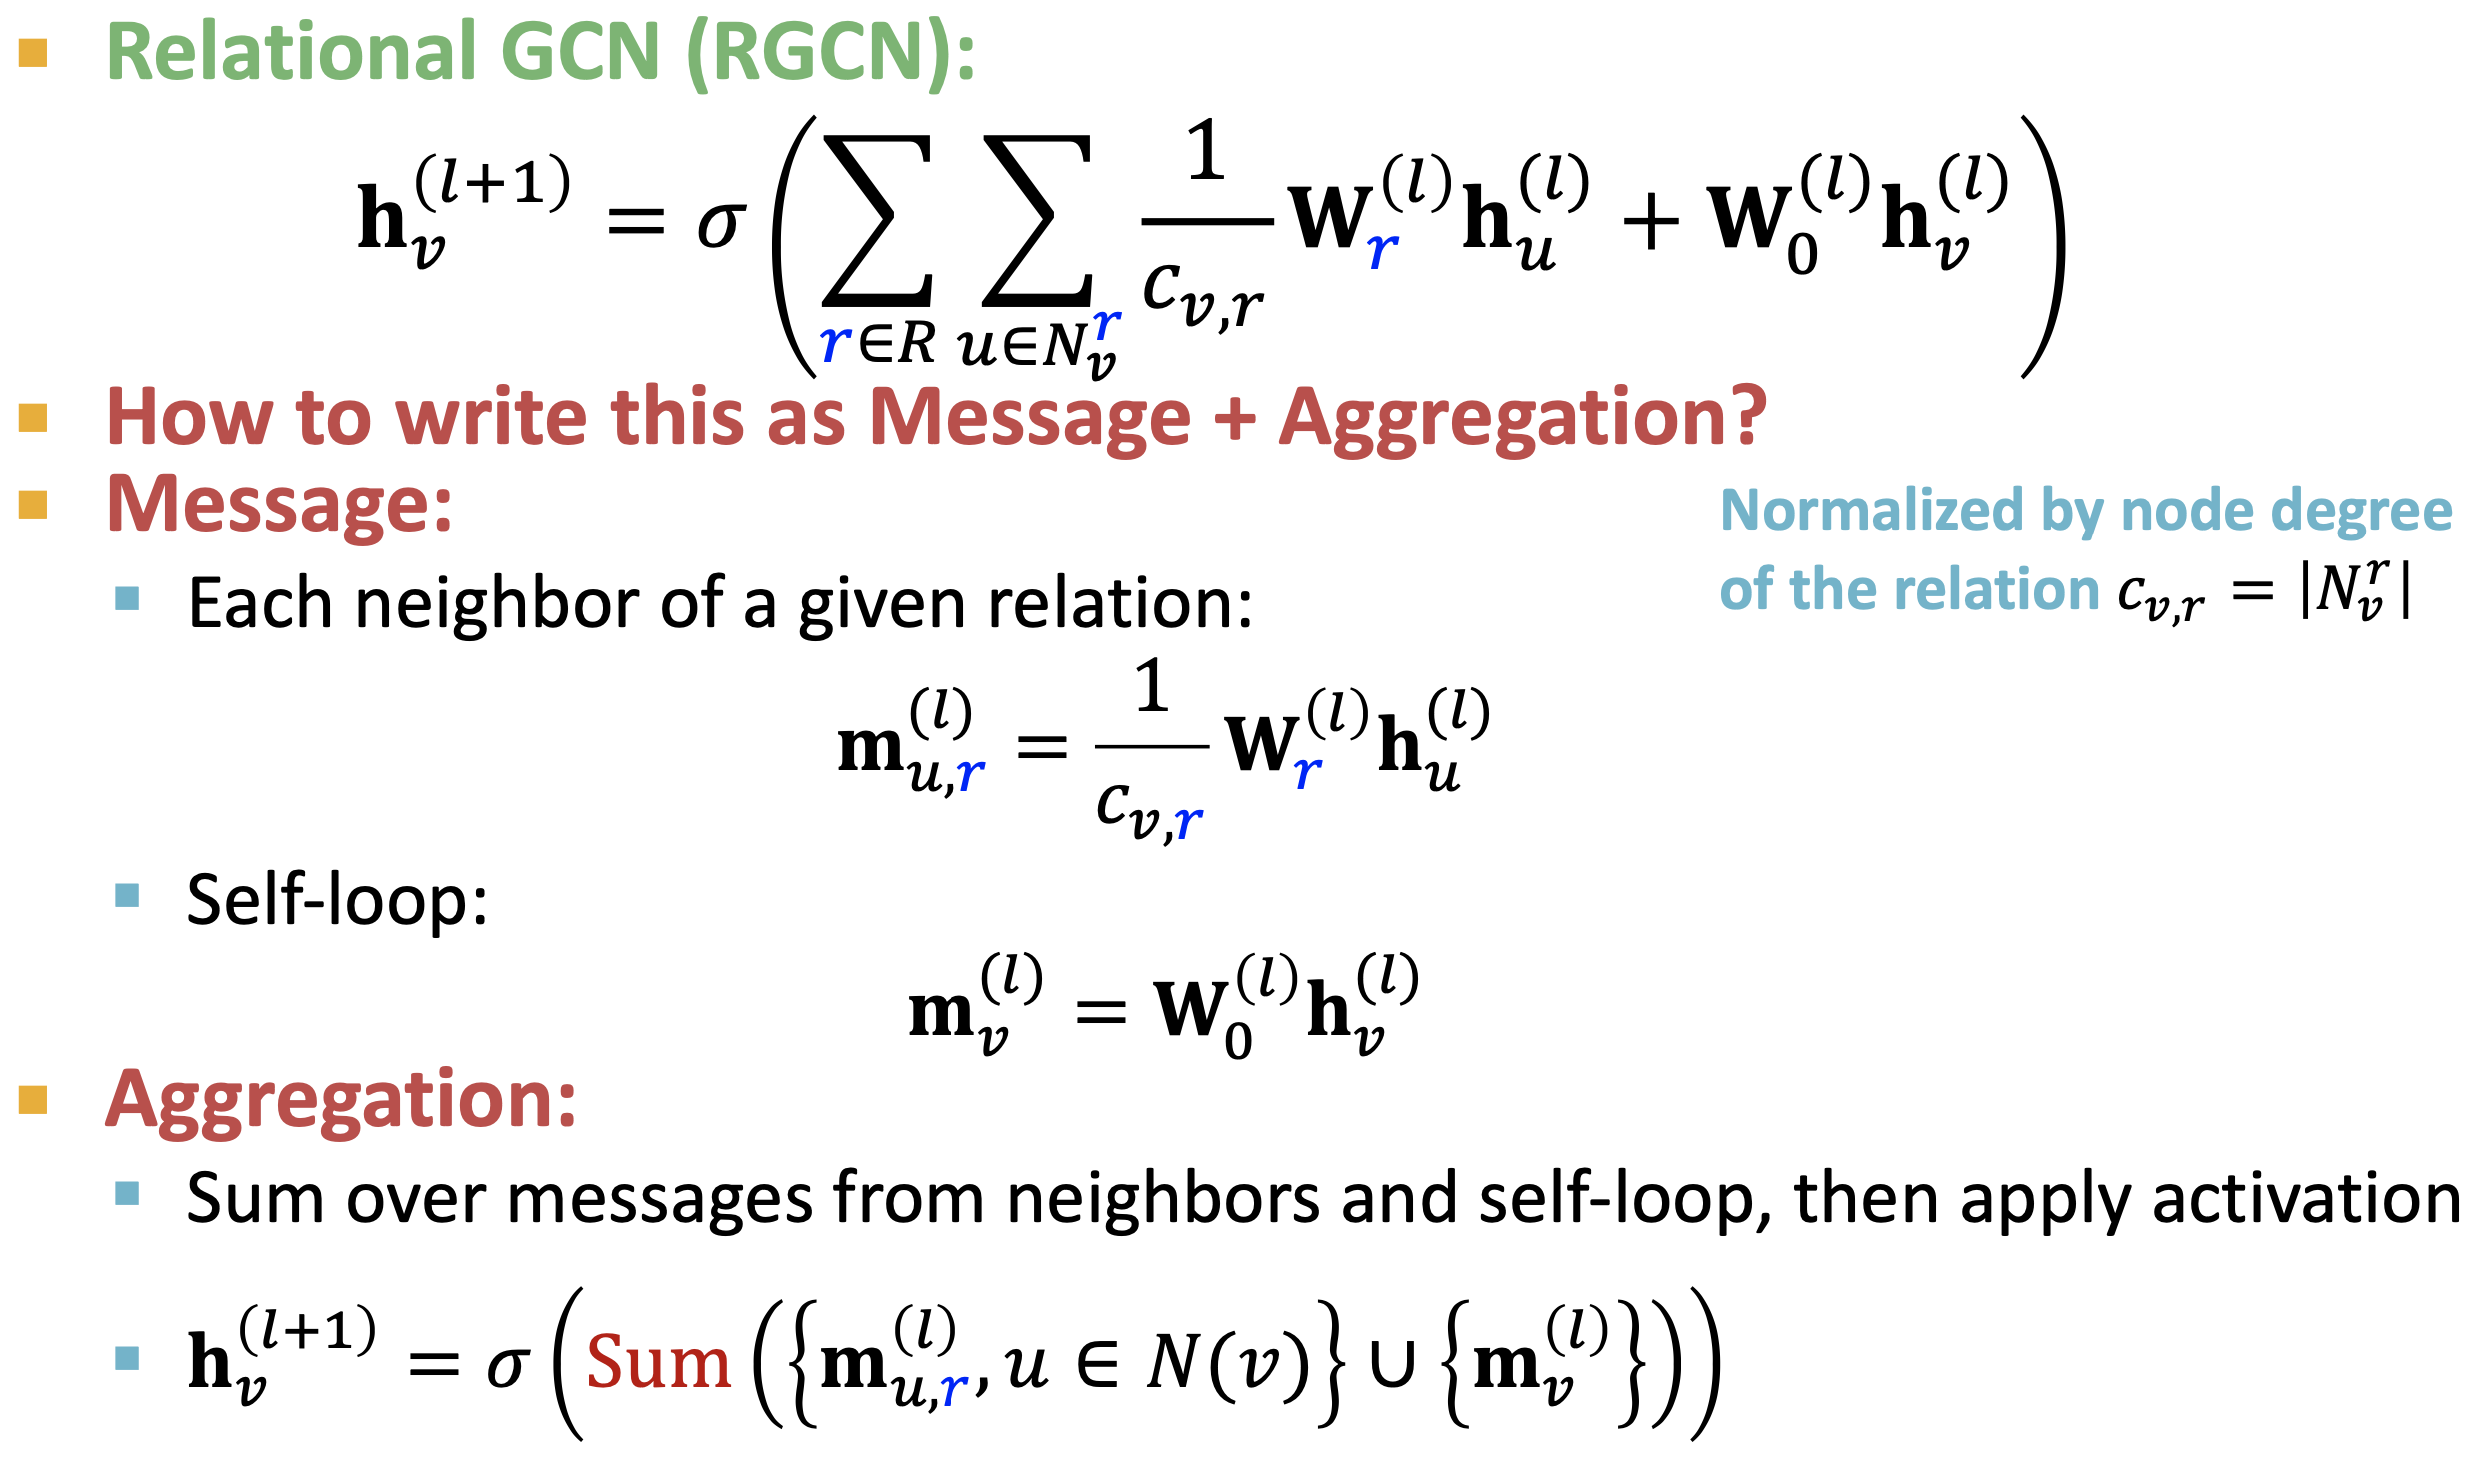 Relational GCN (RGCN):
$\mathbf{h}_v^{(l+1)} = \sigma\left(\sum_{r \in R} \sum_{u \in N_v^r} \frac{1}{c_{v,r}} \mathbf{W}_r^{(l)} \mathbf{h}_u^{(l)} + \mathbf{W}_0^{(l)} \mathbf{h}_v^{(l)}\right)$
How to write this as Message + Aggregation?
Message:
Normalized by node degree
of the relation $c_{v,r} = |N_v^r|$
Each neighbor of a given relation:
$\mathbf{m}_{u,r}^{(l)} = \frac{1}{c_{v,r}} \mathbf{W}_r^{(l)} \mathbf{h}_u^{(l)}$
Self-loop:
$\mathbf{m}_v^{(l)} = \mathbf{W}_0^{(l)} \mathbf{h}_v^{(l)}$
Aggregation:
Sum over messages from neighbors and self-loop, then apply activation
$\mathbf{h}_v^{(l+1)} = \sigma\left(\text{Sum}\left(\left\{\mathbf{m}_{u,r}^{(l)}, u \in N(v)\right\} \cup \left\{\mathbf{m}_v^{(l)}\right\}\right)\right)$